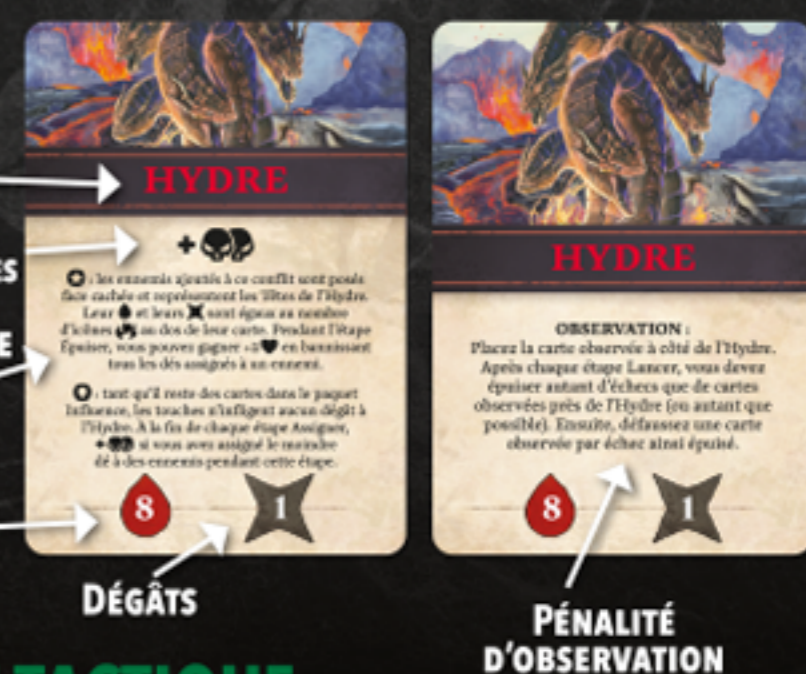 HYDRE
+
: les ennemis ajoutés à ce conflit sont posés
face cachée et représentent les Têtes de l'Hydre.
Leur et leurs sont égaux au nombre
d'icônes au dos de leur carte. Pendant l'étape
Épuiser, vous pouvez gagner en bannissant
tous les dés assignés à un ennemi.
: tant qu'il reste des cartes dans le paquet
Influence, les touches n'infligent aucun dégât à
l'Hydre. À la fin de chaque étape Assigner,
+ si vous avez assigné le moindre
dé à des ennemis pendant cette étape.
8 1
HYDRE
OBSERVATION :
Placez la carte observée à côté de l'Hydre.
Après chaque étape Lancer, vous devez
épuiser autant d'échecs que de cartes
observées près de l'Hydre (ou autant que
possible). Ensuite, défaussez une carte
observée par échec ainsi épuisé.
8 1
ES
E
DÉGÂTS
PÉNALITÉ
D'OBSERVATION
TACTIQUE